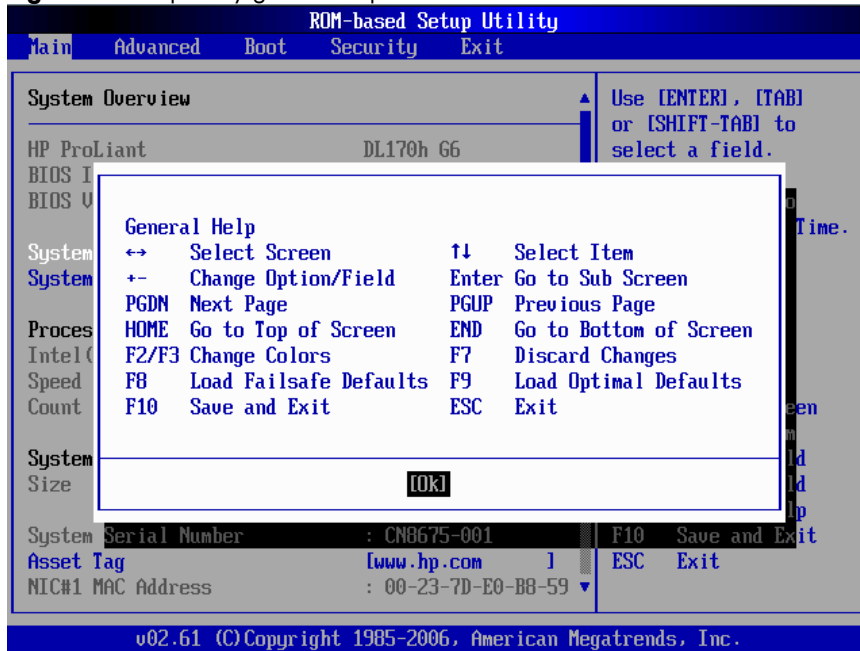 ROM-based Setup Utility
Main Advanced Boot Security Exit
System Overview
Use [ENTER], [TAB]
or [SHIFT-TAB] to
select a field.
HP ProLiant DL170h G6
BIOS I
BIOS V
Time.
System
System
Proces
Intel(
Speed
Count
General Help
←→ Select Screen ↑↓ Select Item
+- Change Option/Field Enter Go to Sub Screen
PGDN Next Page PGUP Previous Page
HOME Go to Top of Screen END Go to Bottom of Screen
F2/F3 Change Colors F7 Discard Changes
F8 Load Failsafe Defaults F9 Load Optimal Defaults
F10 Save and Exit ESC Exit
[Ok]
System
Size
System Serial Number : CN8675-001
F10 Save and Exit
Asset Tag [www.hp.com ]
ESC Exit
NIC#1 MAC Address : 00-23-7D-E0-B8-59
v02.61 (C)Copyright 1985-2006, American Megatrends, Inc.